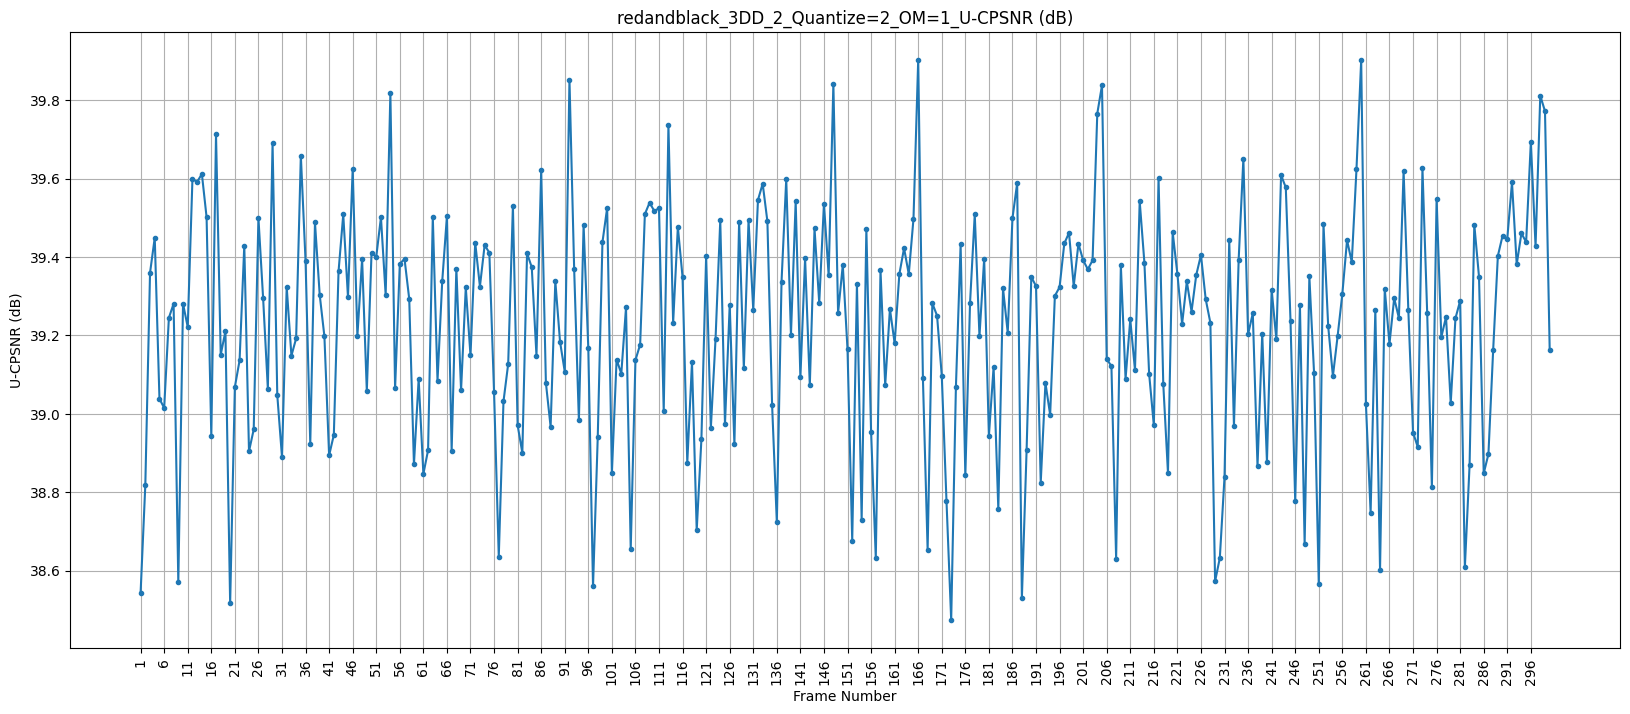 redandblack_3DD_2_Quantize=2_OM=1_U-CPSNR (dB)
U-CPSNR (dB)
39.8
39.6
39.4
39.2
39.0
38.8
38.6
1 6 11 16 21 26 31 36 41 46 51 56 61 66 71 76 81 86 91 96 101 106 111 116 121 126 131 136 141 146 151 156 161 166 171 176 181 186 191 196 201 206 211 216 221 226 231 236 241 246 251 256 261 266 271 276 281 286 291 296
Frame Number